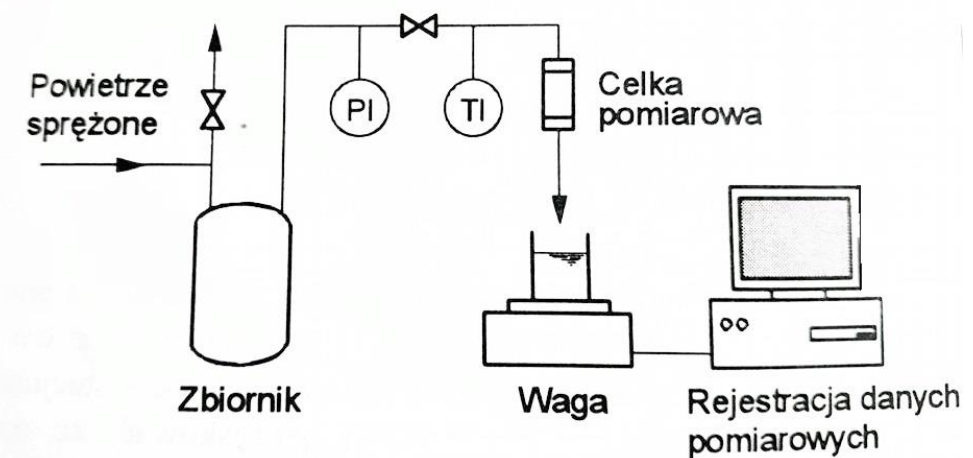 Powietrze
sprężone
PI
TI
Celka
pomiarowa
Zbiornik
Waga
Rejestracja danych
pomiarowych